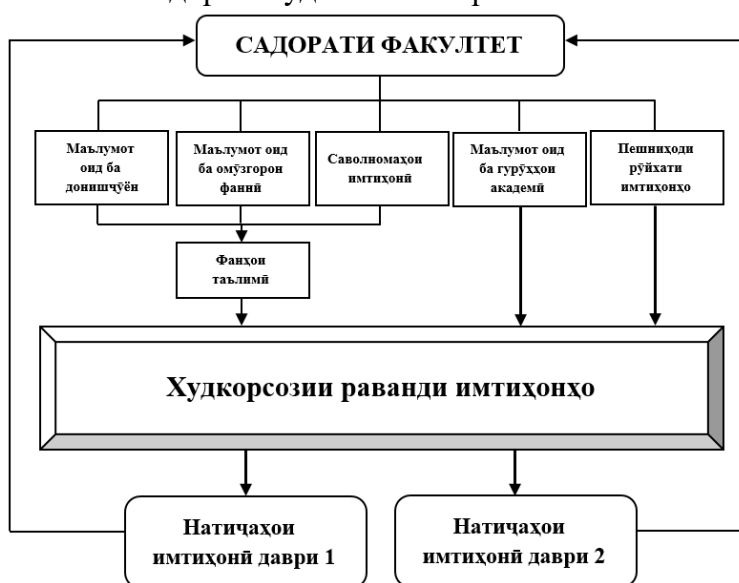 САДОРАТИ ФАКУЛТЕТ
Маълумот
оид ба
донишҷӯён
Маълумот оид
ба омӯзгорон
фаннӣ
Саволномаҳои
имтиҳонӣ
Маълумот оид
ба гурӯҳҳои
академӣ
Пешниҳоди
рӯйхати
имтиҳонҳо
Фанҳои
таълимӣ
Худкорсозии раванди имтиҳонҳо
Натиҷаҳои
имтиҳонӣ даври 1
Натиҷаҳои
имтиҳонӣ даври 2